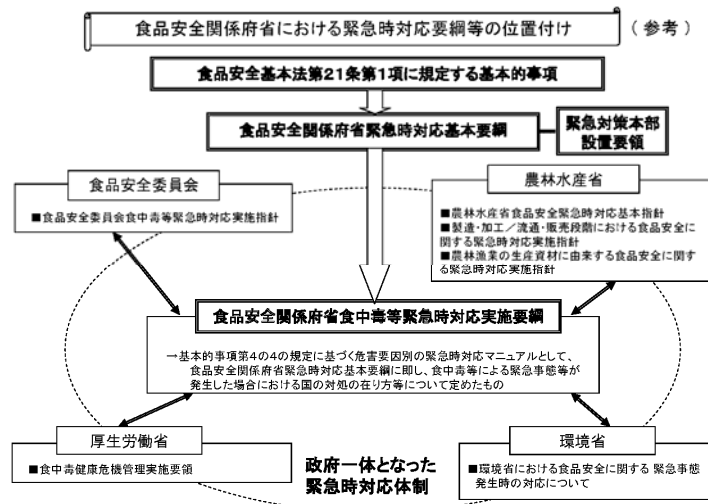 食品安全関係府省における緊急時対応要綱等の位置付け
(参考)
食品安全基本法第21条第1項に規定する基本的事項
食品安全関係府省緊急時対応基本要綱
緊急対策本部
設置要領
食品安全委員会
■食品安全委員会食中毒等緊急時対応実施指針
農林水産省
■農林水産省食品安全緊急時対応基本指針
■製造・加工/流通・販売段階における食品安全に
関する緊急時対応実施指針
■農林漁業の生産資材に由来する食品安全に関す
る緊急時対応実施指針
食品安全関係府省食中毒等緊急時対応実施要綱
→基本的事項第4の4の規定に基づく危害要因別の緊急時対応マニュアルとして、
食品安全関係府省緊急時対応基本要綱に即し、食中毒等による緊急事態等が
発生した場合における国の対処の在り方等について定めたもの
厚生労働省
■食中毒健康危機管理実施要領
政府一体となった
緊急時対応体制
環境省
■環境省における食品安全に関する 緊急事態
発生時の対応について